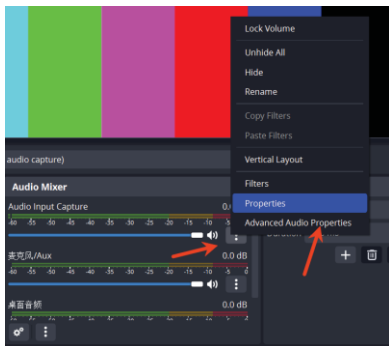 Lock Volume
Unhide All
Hide
Rename
Copy Filters
Paste Filters
Vertical Layout
Filters
Properties
Advanced Audio Properties
audio capture)
Audio Mixer
Audio Input Capture
-60 -55 -50 -45 -40 -35 -30 -25 -20 -15 -10
麦克风/Aux 0.0 dB
-60 -55 -50 -45 -40 -35 -30 -25 -20 -15 -10 -5 0
桌面音频 0.0 dB
Duration